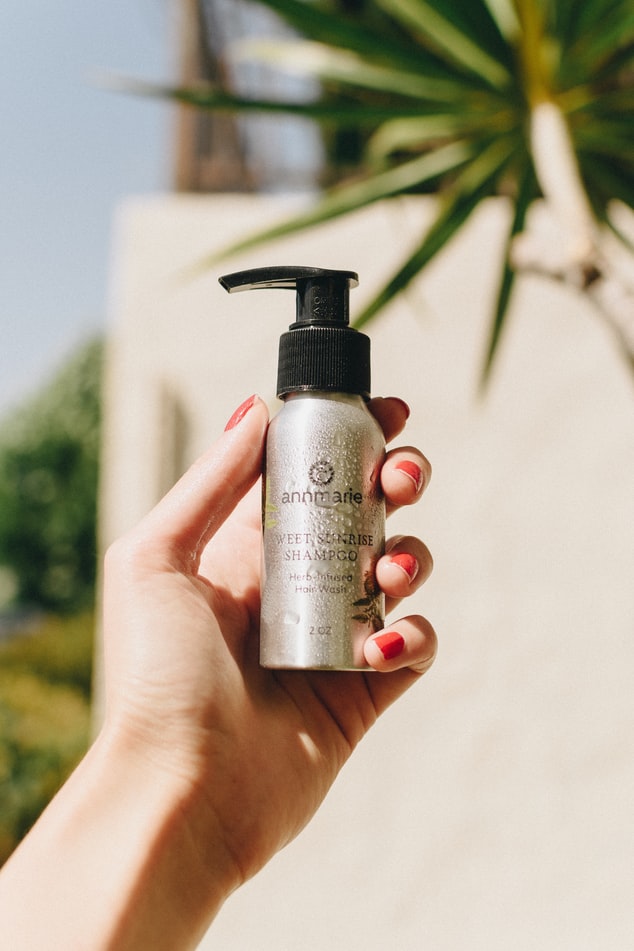 annmarie
WEET SUNRISE
SHAMPOO
Herb-Infused
Hair Wash
2 OZ